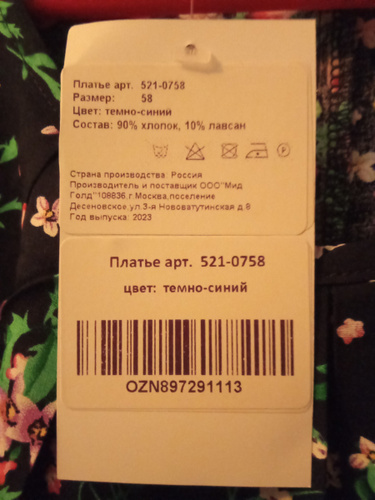 Платье арт. 521-0758
Размер: 58
Цвет: темно-синий
Состав: 90% хлопок, 10% лавсан
Страна производства: Россия
Производитель и поставщик ООО"Мид
Голд"108836,г.Москва,поселение
Десеновское,ул.3-я Нововатутинская д.9
Год выпуска: 2023
Платье арт. 521-0758
цвет: темно-синий
OZN897291113